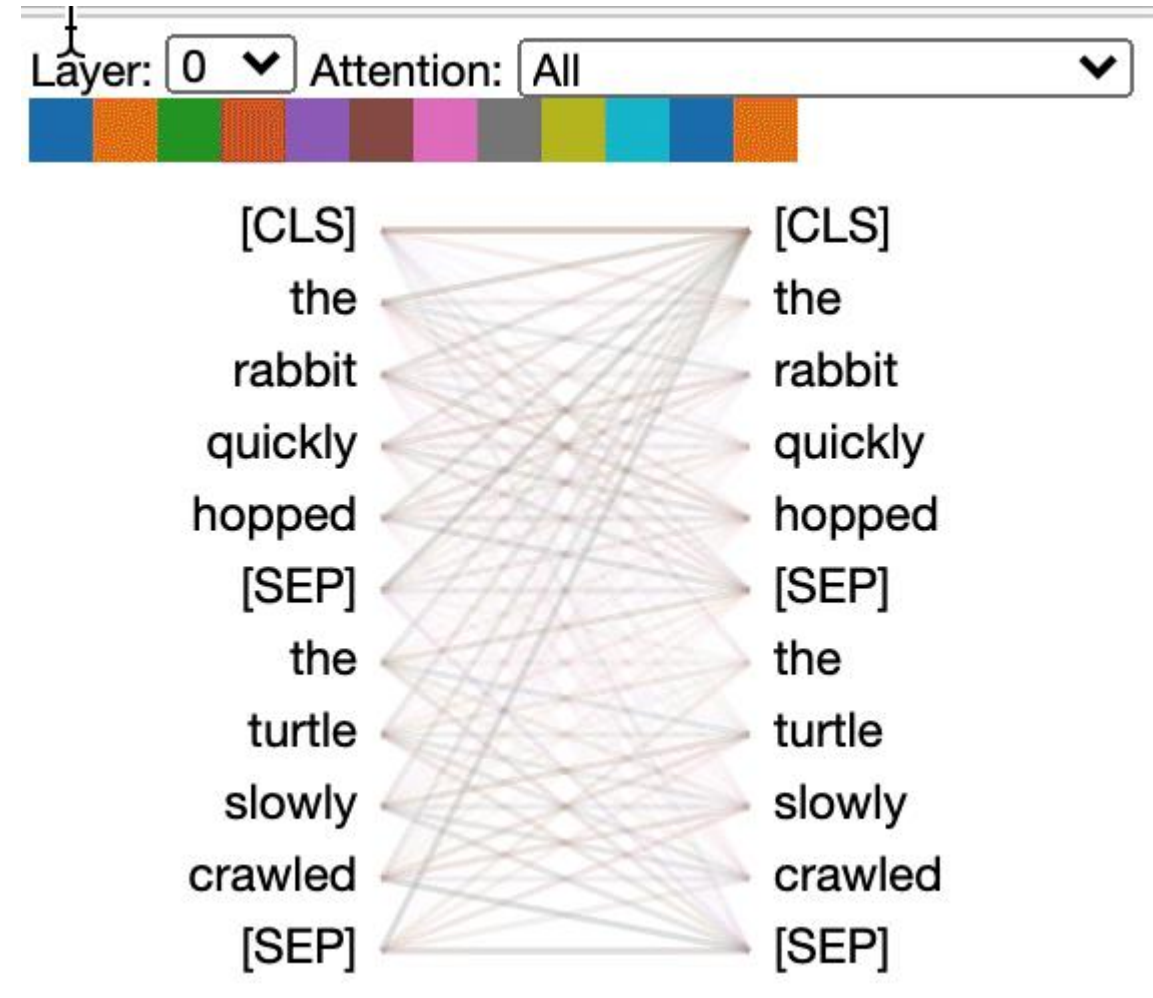 Layer: 0 Attention: All
[CLS] [CLS]
the the
rabbit rabbit
quickly quickly
hopped hopped
[SEP] [SEP]
the the
turtle turtle
slowly slowly
crawled crawled
[SEP] [SEP]